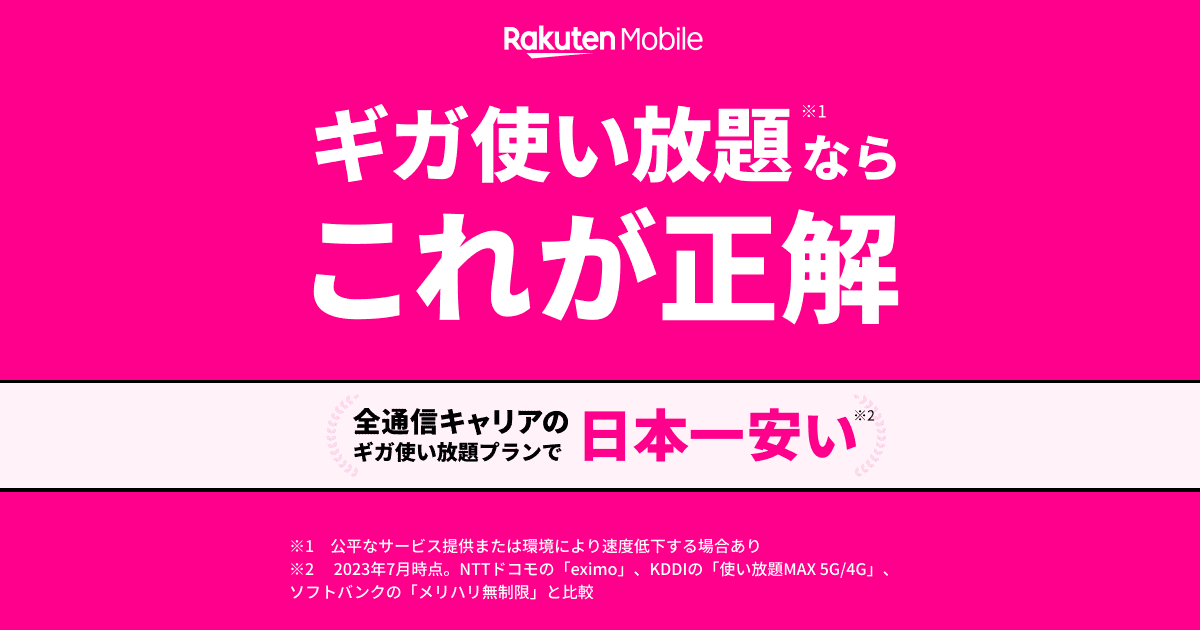 Rakuten Mobile
ギガ使い放題※1なら
これが正解
全通信キャリアの
ギガ使い放題プランで
日本一安い※2
※1 公平なサービス提供または環境により速度低下する場合あり
※2 2023年7月時点。NTTドコモの「eximo」、KDDIの「使い放題MAX 5G/4G」、
ソフトバンクの「メリハリ無制限」と比較